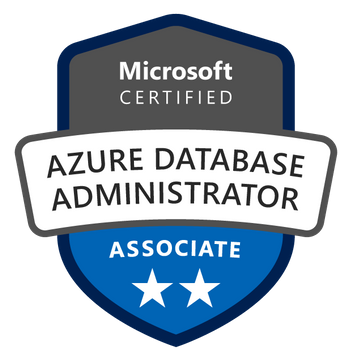 Microsoft
CERTIFIED
AZURE DATABASE
ADMINISTRATOR
ASSOCIATE